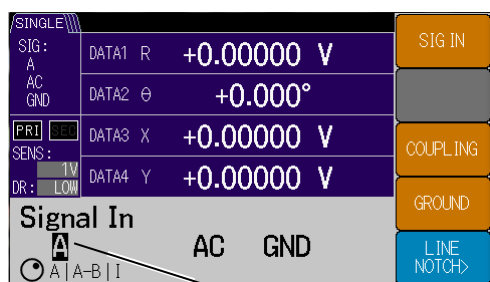 SINGLE
SIG:
A
AC
GND
PRI SEC
SENS:
1V
DR: LOW
DATA1 R +0.00000 V
DATA2 θ +0.000°
DATA3 X +0.00000 V
DATA4 Y +0.00000 V
Signal In
A AC GND
A|A-B|I
SIG IN
COUPLING
GROUND
LINE
NOTCH>